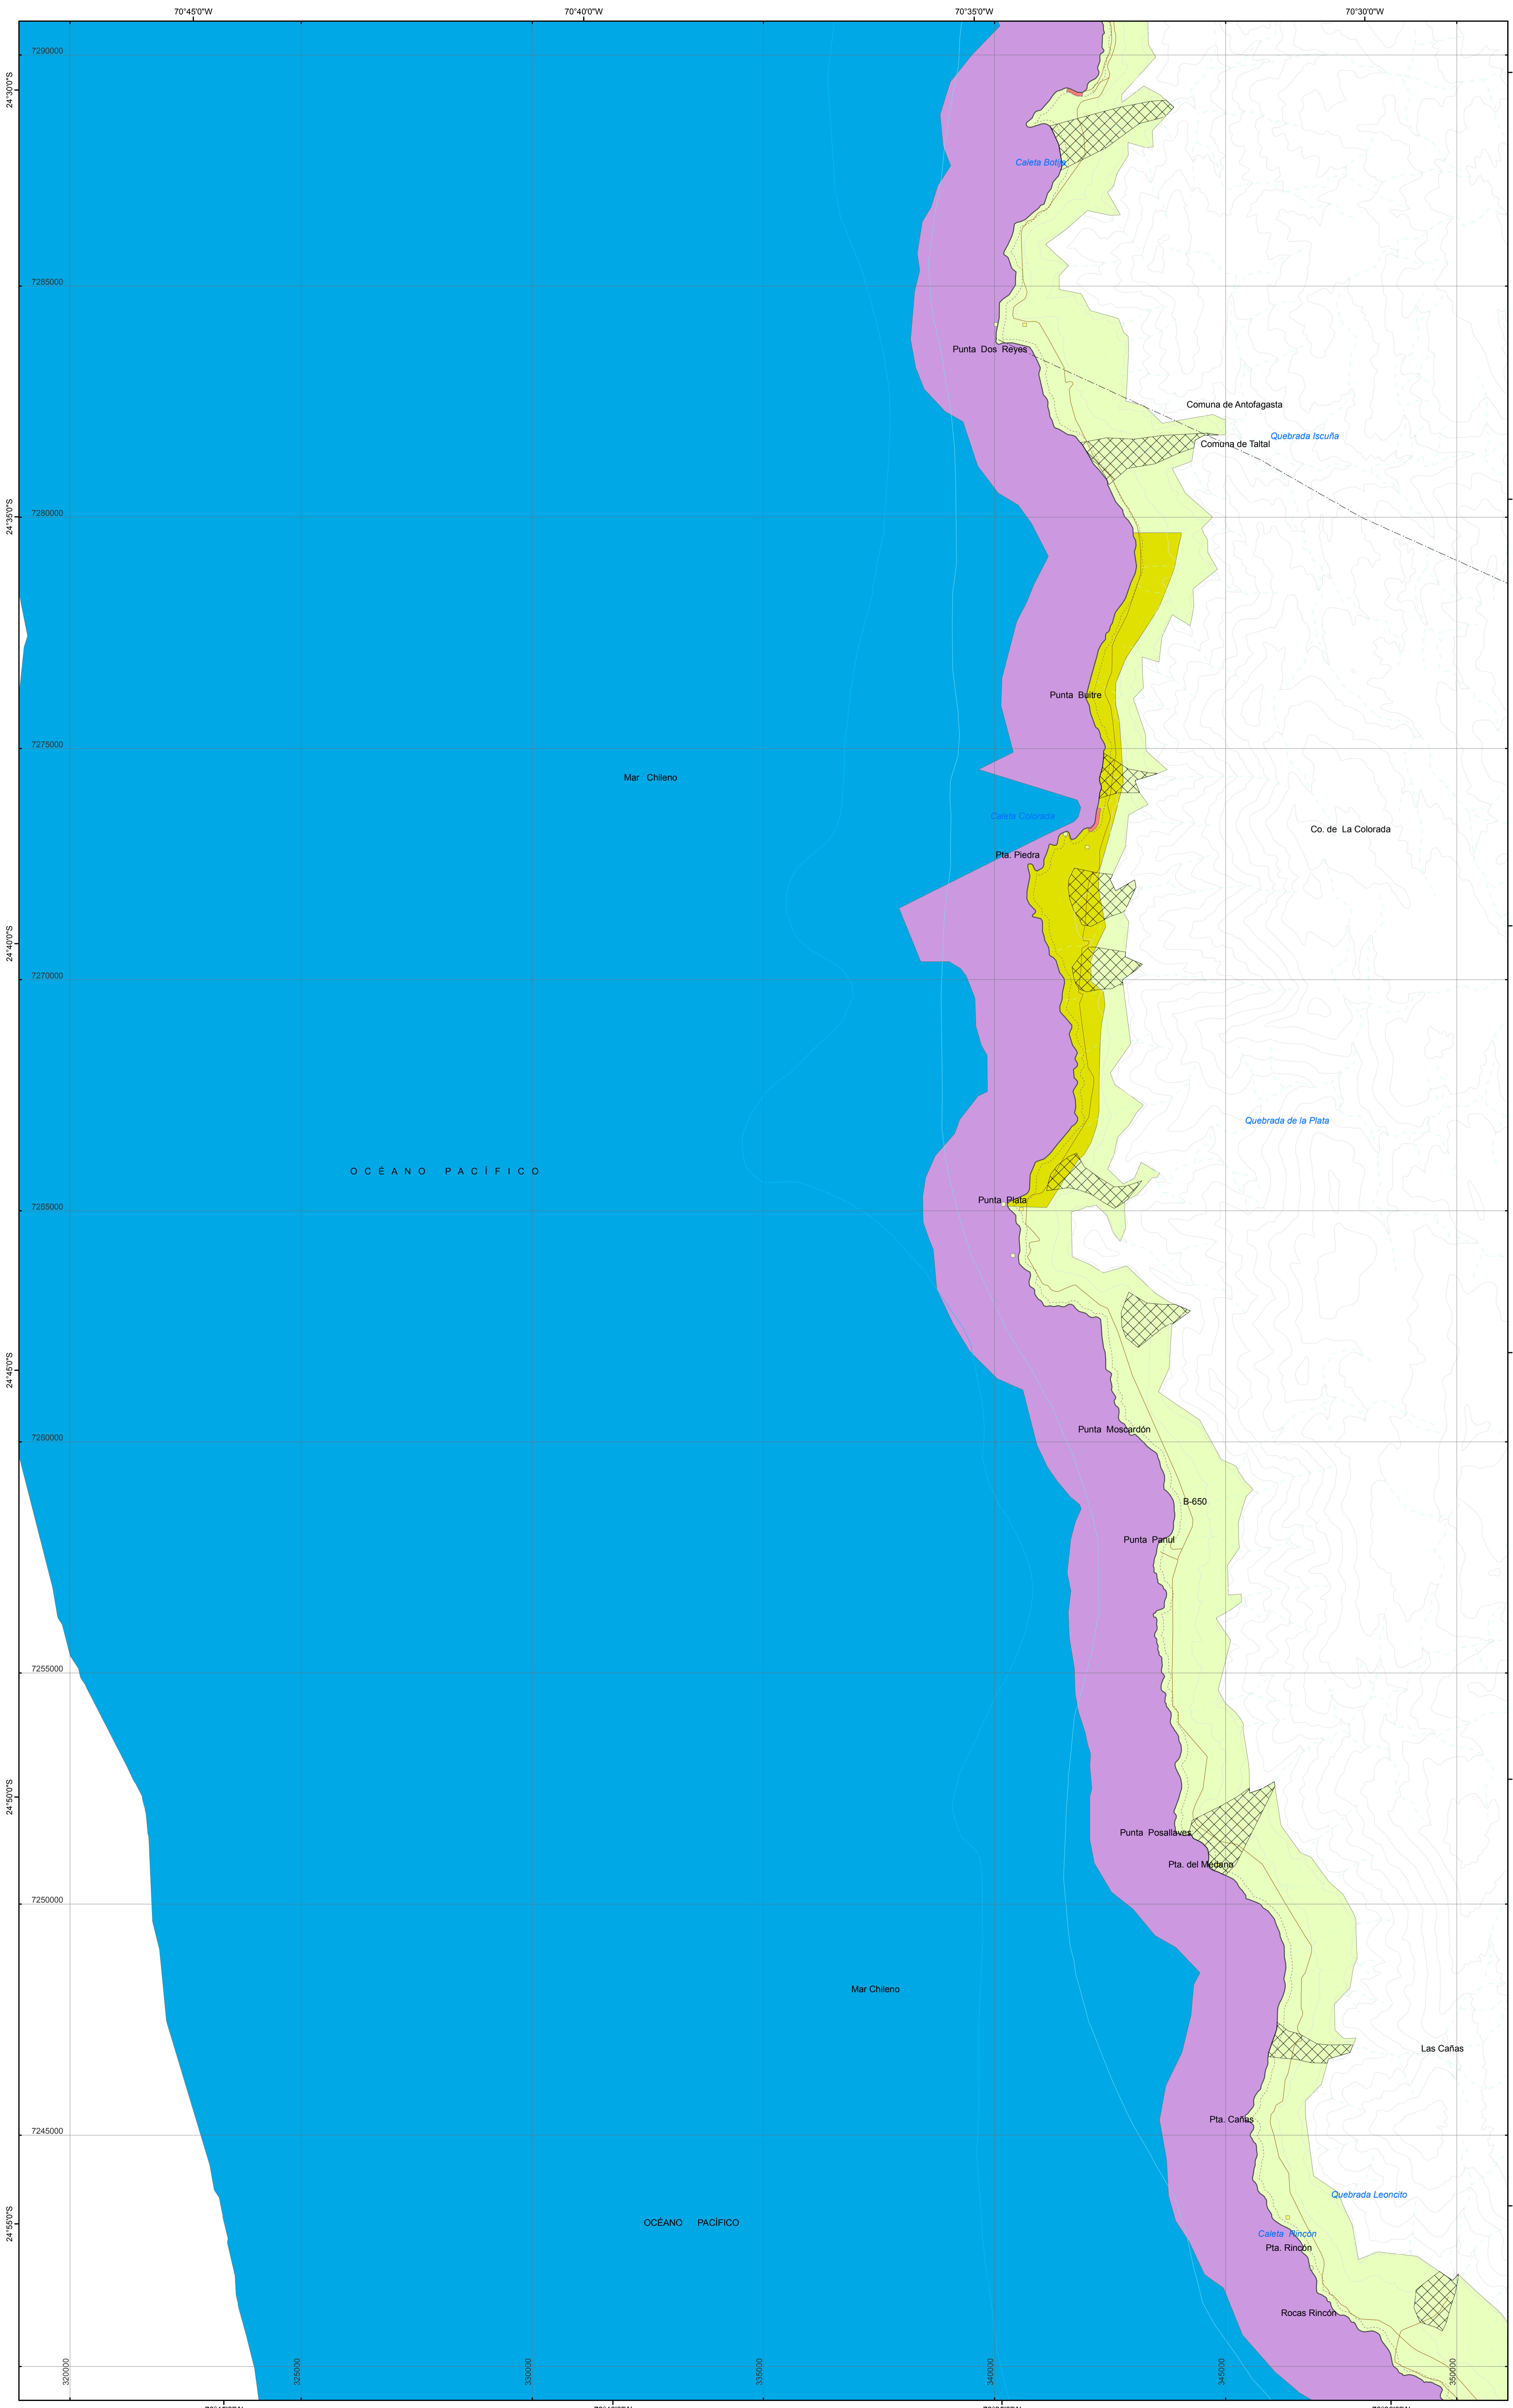 70°45'0"W
70°40'0"W
70°35'0"W
70°30'0"W
7290000
24°30'0"S
Caleta Botija
7285000
Punta Dos Reyes
Comuna de Antofagasta
Quebrada Iscuña
Comuna de Taltal
7280000
24°35'0"S
Punta Buitre
7275000
Mar Chileno
Caleta Colorada
Co. de La Colorada
Pta. Piedra
24°40'0"S
7270000
Quebrada de la Plata
OCÉANO PACÍFICO
Punta Plata
7265000
24°45'0"S
Punta Moscardón
7260000
B-650
Punta Panul
7255000
24°50'0"S
Punta Posallaves
Pta. del Médano
7250000
Mar Chileno
Las Cañas
Pta. Cañas
7245000
Quebrada Leoncito
24°55'0"S
OCÉANO PACÍFICO
Caleta Rincón
Pta. Rincón
Rocas Rincón
320000
325000
330000
335000
340000
345000
350000